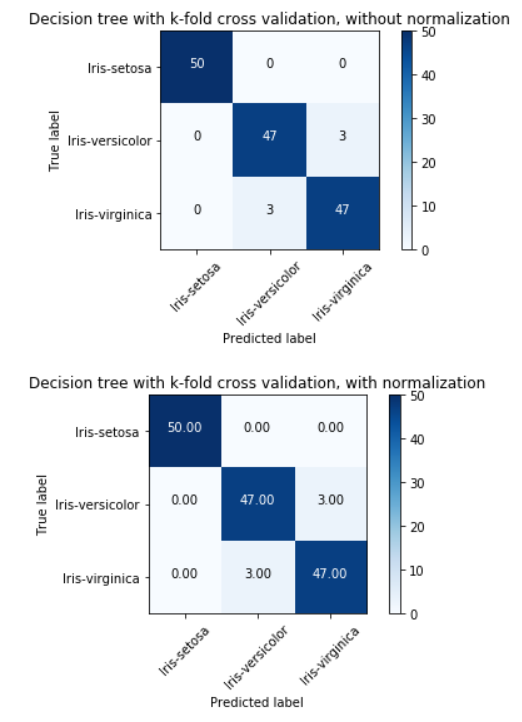 Decision tree with k-fold cross validation, without normalization
50
Iris-setosa 50 0 0
40
Iris-versicolor 0 47 3
30
20
Iris-virginica 0 3 47
10
0
True label
Iris-setosa Iris-versicolor Iris-virginica
Predicted label
Decision tree with k-fold cross validation, with normalization
50
Iris-setosa 50.00 0.00 0.00
40
Iris-versicolor 0.00 47.00 3.00
30
20
Iris-virginica 0.00 3.00 47.00
10
0
True label
Iris-setosa Iris-versicolor Iris-virginica
Predicted label